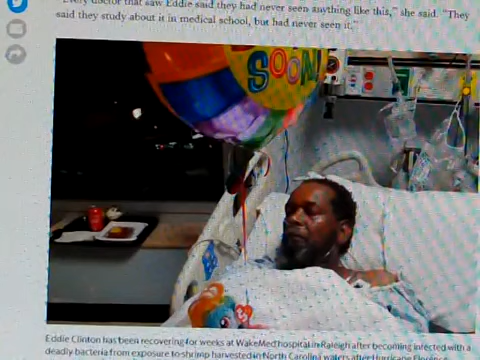 "Every doctor that saw Eddie said they had never seen anything like this," she said. "They
said they study about it in medical school, but had never seen it."
SOON!
Eddie Clinton has been recovering for weeks at WakeMed hospital in Raleigh after becoming infected with a
deadly bacteria from exposure to shrimp harvested in North Carolina waters after Hurricane Florence